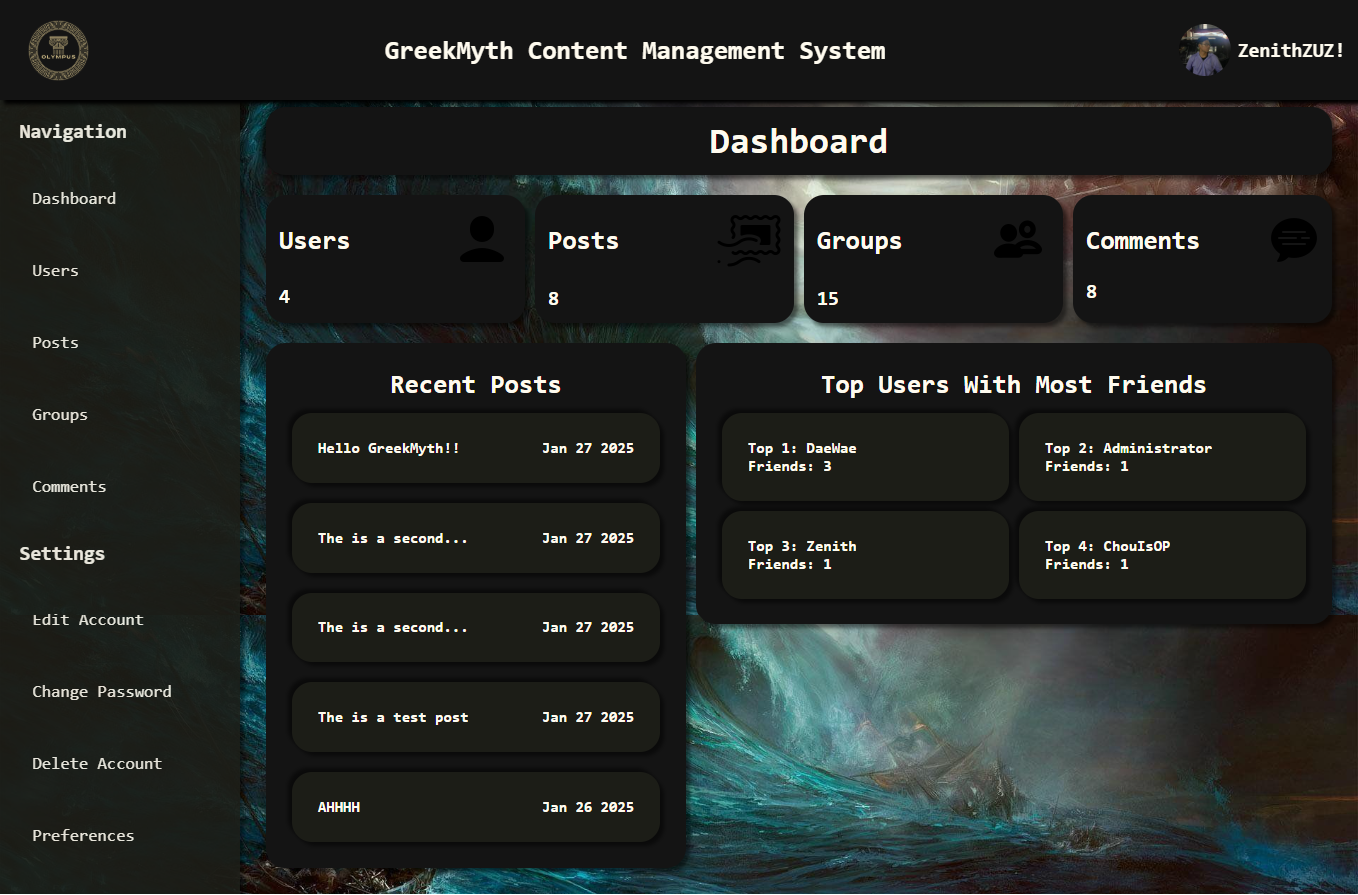 OLYMPUS
GreekMyth Content Management System
ZenithZUZ!
Navigation
Dashboard
Users
Posts
Groups
Comments
Settings
Edit Account
Change Password
Delete Account
Preferences
Dashboard
Users
4
Posts
8
Groups
15
Comments
8
Recent Posts
Hello GreekMyth!! Jan 27 2025
The is a second... Jan 27 2025
The is a second... Jan 27 2025
The is a test post Jan 27 2025
AHHHH Jan 26 2025
Top Users With Most Friends
Top 1: DaeWae
Friends: 3
Top 2: Administrator
Friends: 1
Top 3: Zenith
Friends: 1
Top 4: ChouIsOP
Friends: 1